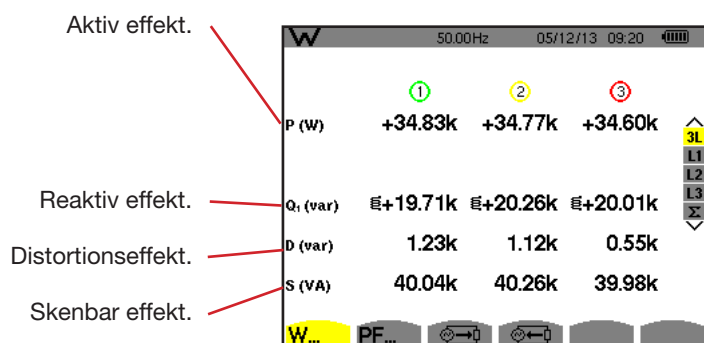 Aktiv effekt.
W 50.00Hz 05/12/13 09:20
1 2 3
P (W) +34.83k +34.77k +34.60k
3L
L1
L2
L3
Σ
Reaktiv effekt.
Q₁ (var) +19.71k +20.26k +20.01k
Distortionseffekt.
D (var) 1.23k 1.12k 0.55k
Skenbar effekt.
S (VA) 40.04k 40.26k 39.98k
W... PF...